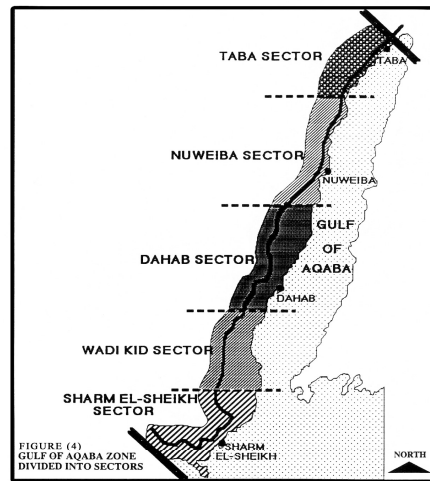 TABA SECTOR
TABA
NUWEIBA SECTOR
NUWEIBA
GULF
OF
AQABA
DAHAB SECTOR
DAHAB
WADI KID SECTOR
SHARM EL-SHEIKH
SECTOR
SHARM
EL-SHEIKH
FIGURE (4)
GULF OF AQABA ZONE
DIVIDED INTO SECTORS
NORTH